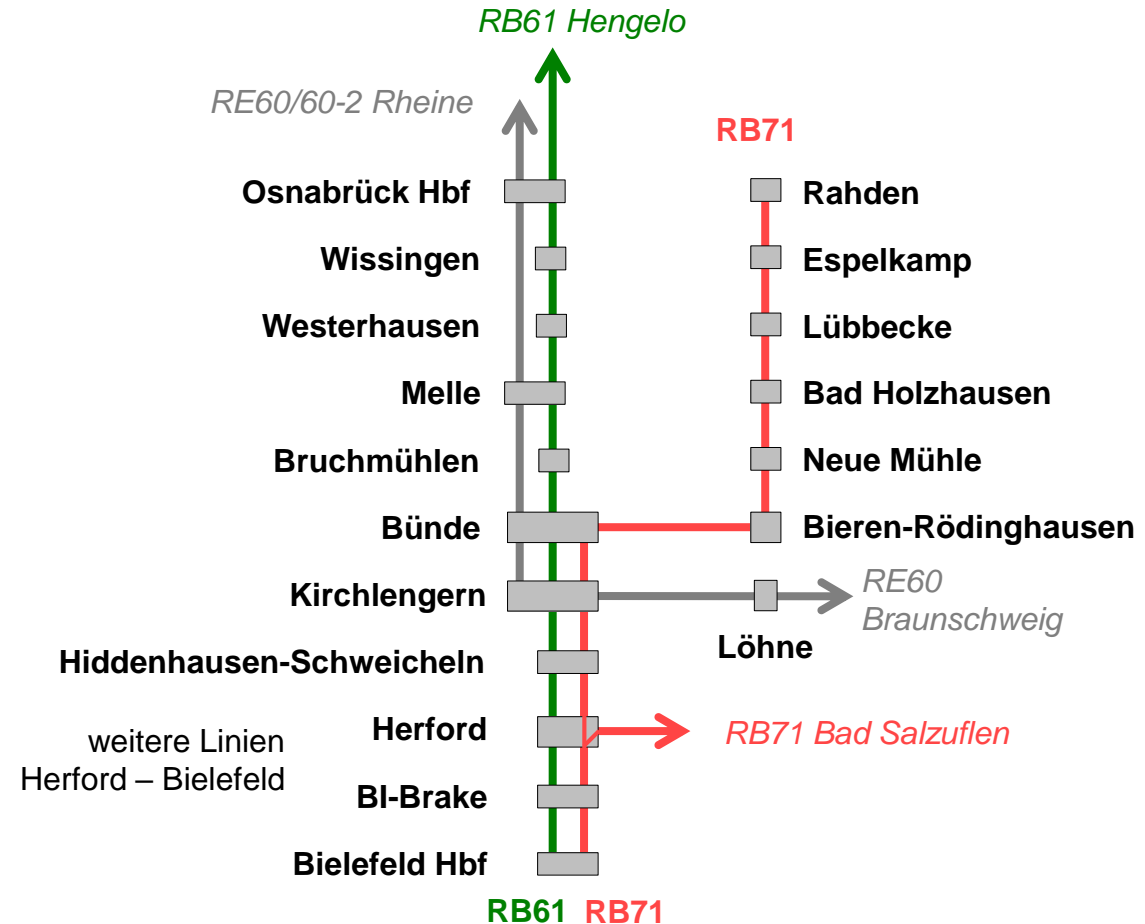 RB61 Hengelo
RE60/60-2 Rheine
RB71
Osnabrück Hbf
Rahden
Wissingen
Espelkamp
Westerhausen
Lübbecke
Melle
Bad Holzhausen
Bruchmühlen
Neue Mühle
Bünde
Bieren-Rödinghausen
Kirchlengern
RE60
Braunschweig
Löhne
Hiddenhausen-Schweicheln
Herford
RB71 Bad Salzuflen
weitere Linien
Herford – Bielefeld
BI-Brake
Bielefeld Hbf
RB61 RB71